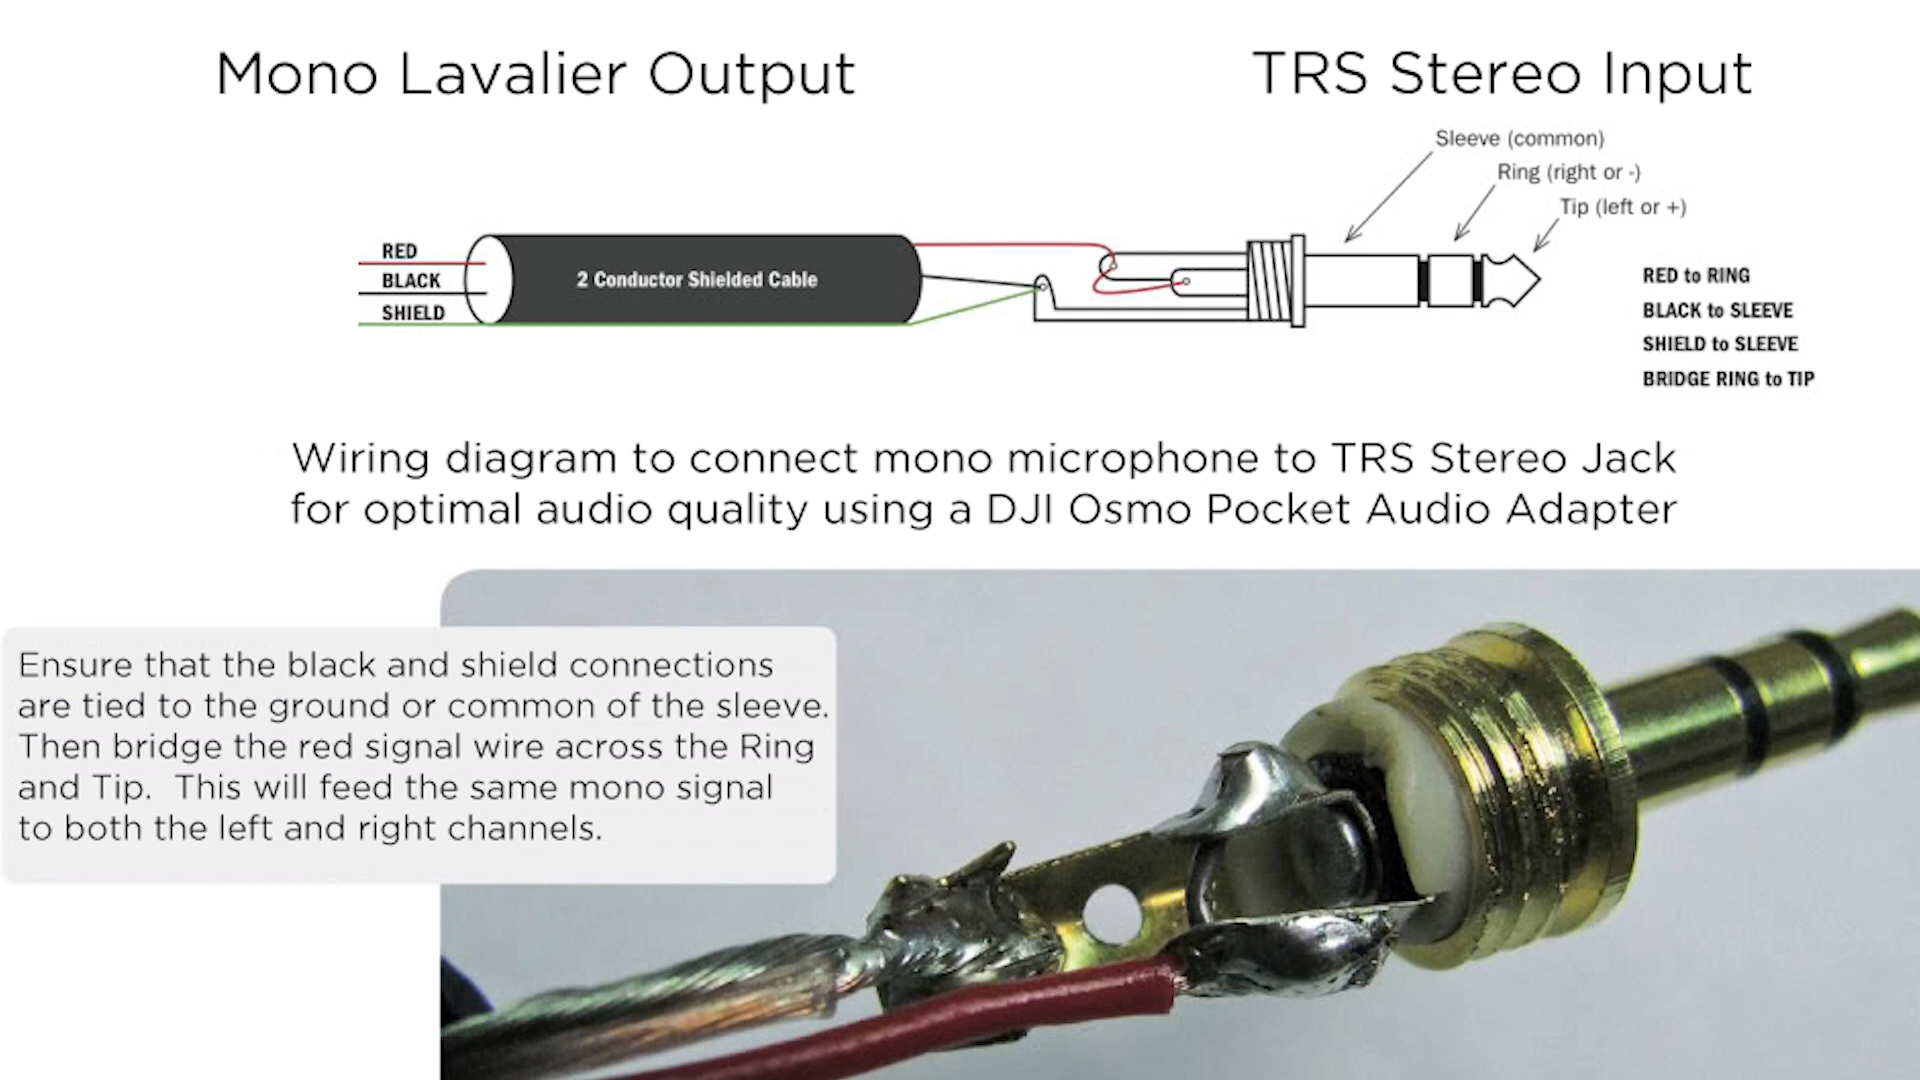 Mono Lavalier Output
TRS Stereo Input
Sleeve (common)
Ring (right or -)
Tip (left or +)
RED
BLACK
SHIELD
2 Conductor Shielded Cable
RED to RING
BLACK to SLEEVE
SHIELD to SLEEVE
BRIDGE RING to TIP
Wiring diagram to connect mono microphone to TRS Stereo Jack
for optimal audio quality using a DJI Osmo Pocket Audio Adapter
Ensure that the black and shield connections
are tied to the ground or common of the sleeve.
Then bridge the red signal wire across the Ring
and Tip.  This will feed the same mono signal
to both the left and right channels.